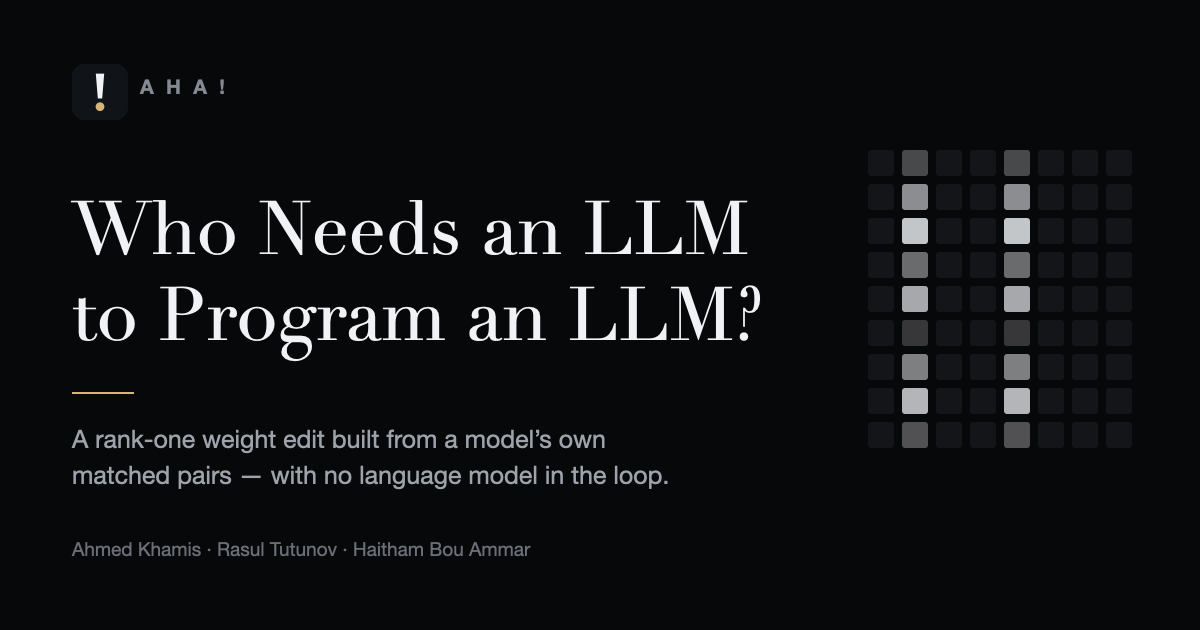 !
AHA!
Who Needs an LLM
to Program an LLM?
A rank-one weight edit built from a model’s own
matched pairs — with no language model in the loop.
Ahmed Khamis · Rasul Tutunov · Haitham Bou Ammar